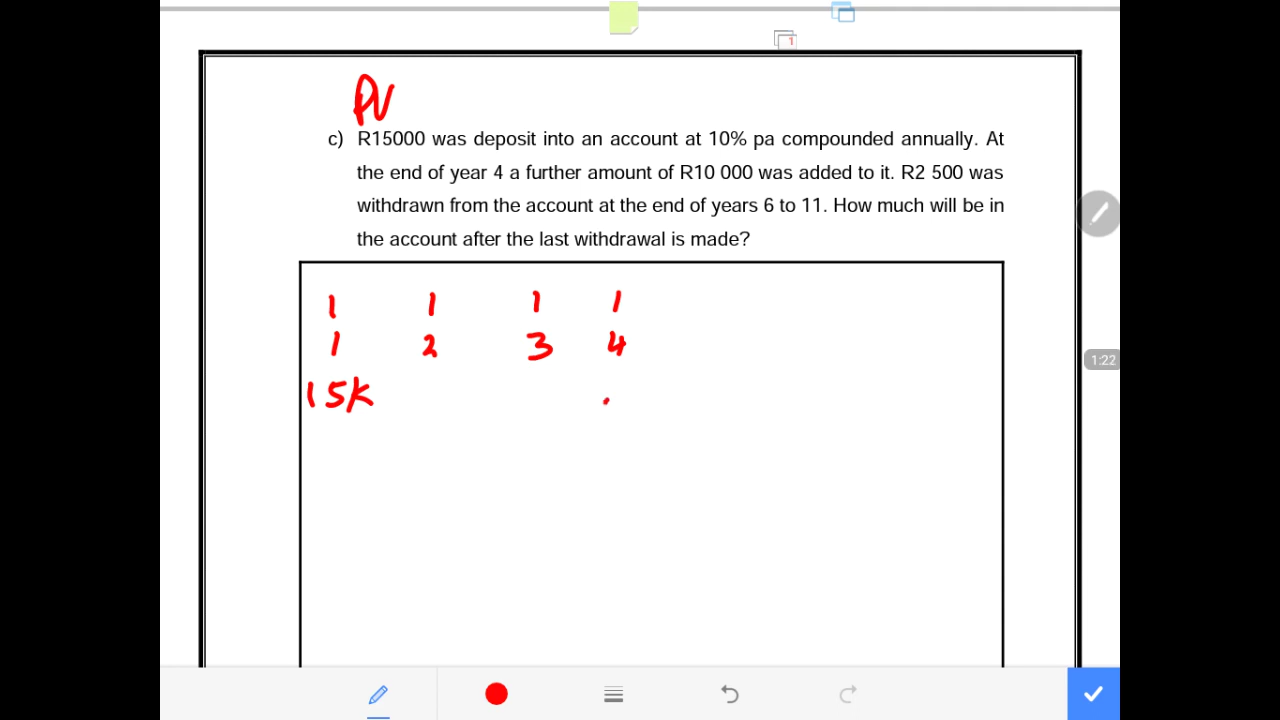 1
PV
c) R15000 was deposit into an account at 10% pa compounded annually. At
the end of year 4 a further amount of R10 000 was added to it. R2 500 was
withdrawn from the account at the end of years 6 to 11. How much will be in
the account after the last withdrawal is made?
1 1 1 1
1 2 3 4
15K .
1:22